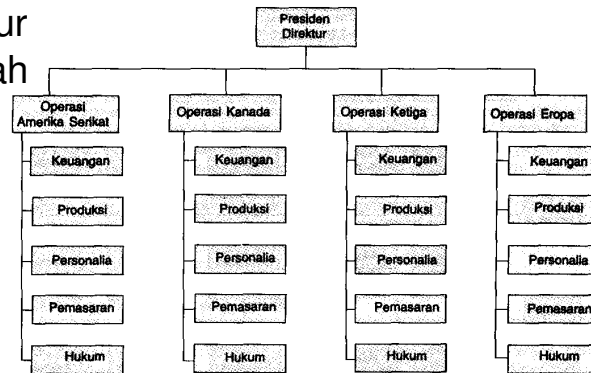 ur
ah
Presiden
Direktur
Operasi
Amerika Serikat
Keuangan
Produksi
Personalia
Pemasaran
Hukum
Operasi Kanada
Keuangan
Produksi
Personalia
Pemasaran
Hukum
Operasi Ketiga
Keuangan
Produksi
Personalia
Pemasaran
Hukum
Operasi Eropa
Keuangan
Produksi
Personalia
Pemasaran
Hukum